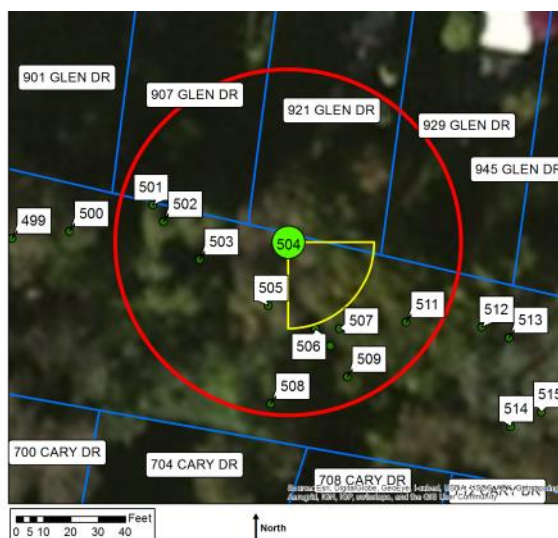 901 GLEN DR
907 GLEN DR
921 GLEN DR
929 GLEN DR
945 GLEN DR
501
502
499
500
503
504
505
511
507
506
512
513
509
508
515
514
700 CARY DR
704 CARY DR
708 CARY DR
712 CARY DR
Feet
0 5 10 20 30 40
North